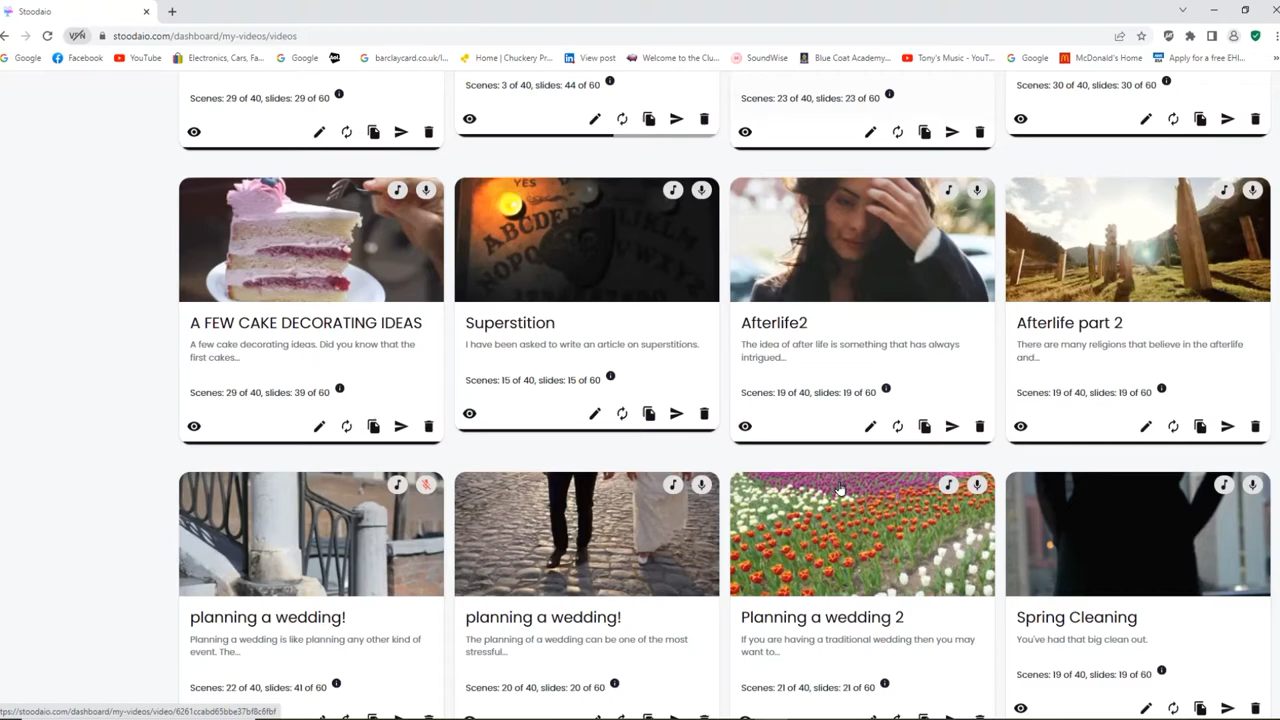 Stoodaio
stoodaio.com/dashboard/my-videos/videos
Google Facebook YouTube Electronics, Cars, Fa... Google Aol. barclaycard.co.uk/l... Home | Chuckery Pr... View post Welcome to the Clu... SoundWise Blue Coat Academy... Tony's Music - YouT... Google McDonald's Home Apply for a free EHI... »
Scenes: 29 of 40, slides: 29 of 60
Scenes: 3 of 40, slides: 44 of 60
Scenes: 23 of 40, slides: 23 of 60
Scenes: 30 of 40, slides: 30 of 60
YES
ABCDEF
A FEW CAKE DECORATING IDEAS
A few cake decorating ideas. Did you know that the
first cakes...
Scenes: 29 of 40, slides: 39 of 60
Superstition
I have been asked to write an article on superstitions.
Scenes: 15 of 40, slides: 15 of 60
Afterlife2
The idea of after life is something that has always
intrigued...
Scenes: 19 of 40, slides: 19 of 60
Afterlife part 2
There are many religions that believe in the afterlife
and...
Scenes: 19 of 40, slides: 19 of 60
planning a wedding!
Planning a wedding is like planning any other kind of
event. The...
Scenes: 22 of 40, slides: 41 of 60
planning a wedding!
The planning of a wedding can be one of the most
stressful...
Scenes: 20 of 40, slides: 20 of 60
Planning a wedding 2
If you are having a traditional wedding then you may
want to...
Scenes: 21 of 40, slides: 21 of 60
Spring Cleaning
You've had that big clean out.
Scenes: 19 of 40, slides: 19 of 60
ttps://stoodaio.com/dashboard/my-videos/video/6261ccabd65bbe37bf8c6fbf